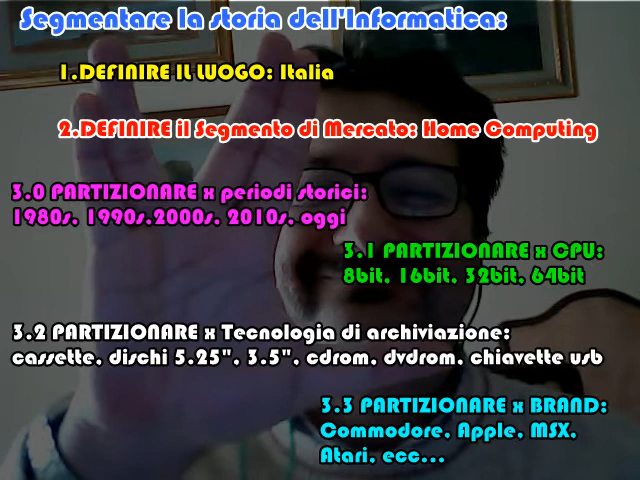 Segmentare la storia dell'Informatica:
1.DEFINIRE IL LUOGO: Italia
2.DEFINIRE il Segmento di Mercato: Home Computing
3.0 PARTIZIONARE x periodi storici:
1980s, 1990s,2000s, 2010s, oggi
3.1 PARTIZIONARE x CPU:
8bit, 16bit, 32bit, 64bit
3.2 PARTIZIONARE x Tecnologia di archiviazione:
cassette, dischi 5.25", 3.5", cdrom, dvdrom, chiavette usb
3.3 PARTIZIONARE x BRAND:
Commodore, Apple, MSX,
Atari, ecc...